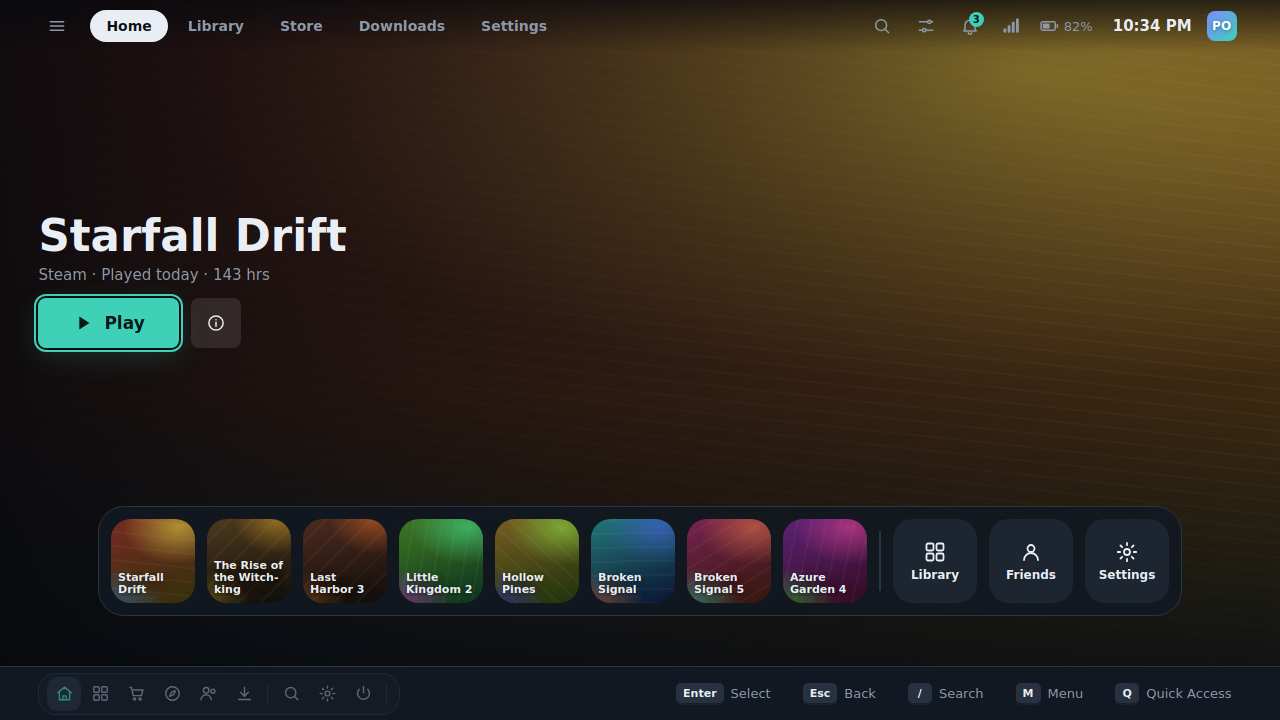 Home Library Store Downloads Settings 3 82% 10:34 PM PO
Starfall Drift
Steam · Played today · 143 hrs
Play
Starfall
Drift
The Rise of
the Witch-
king
Last
Harbor 3
Little
Kingdom 2
Hollow
Pines
Broken
Signal
Broken
Signal 5
Azure
Garden 4
Library
Friends
Settings
Enter Select Esc Back / Search M Menu Q Quick Access